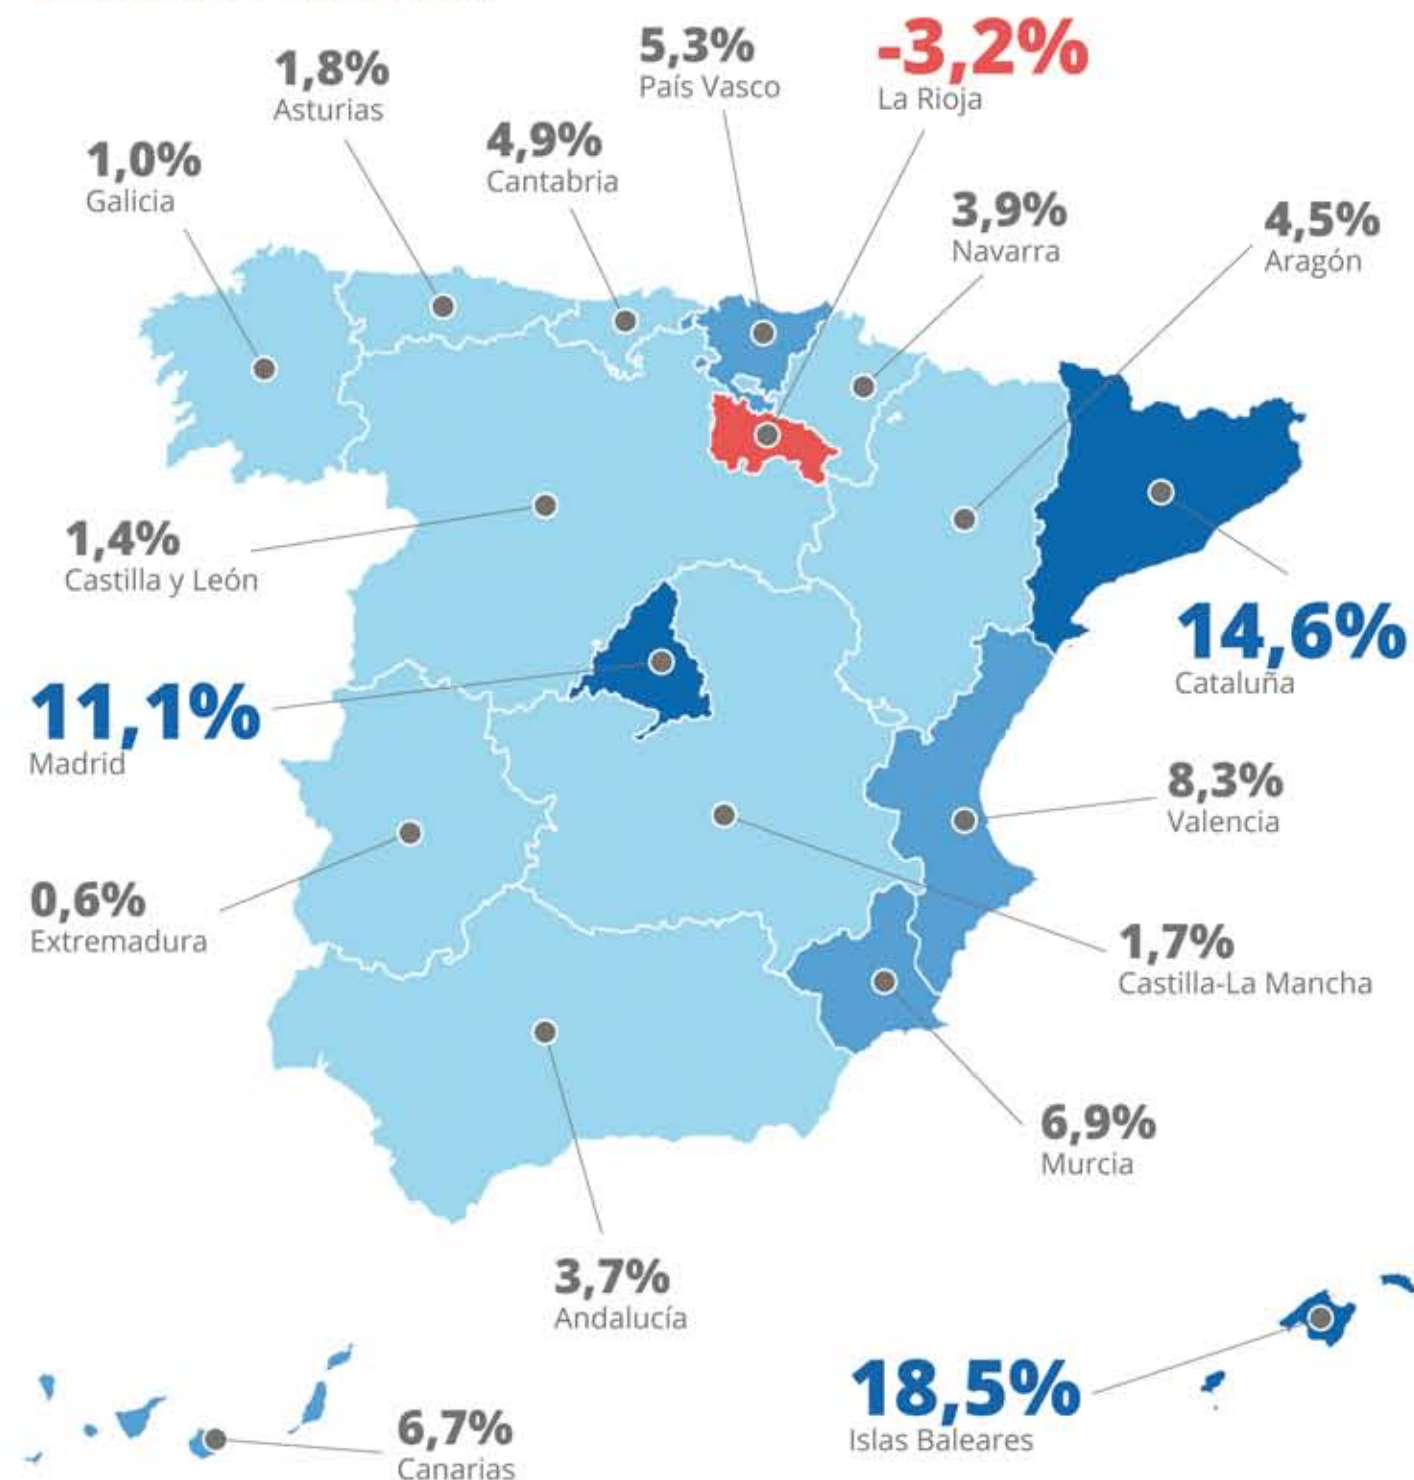 5,3%
País Vasco
-3,2%
La Rioja
1,8%
Asturias
4,9%
Cantabria
1,0%
Galicia
3,9%
Navarra
4,5%
Aragón
1,4%
Castilla y León
14,6%
Cataluña
11,1%
Madrid
8,3%
Valencia
0,6%
Extremadura
1,7%
Castilla-La Mancha
6,9%
Murcia
3,7%
Andalucía
18,5%
Islas Baleares
6,7%
Canarias